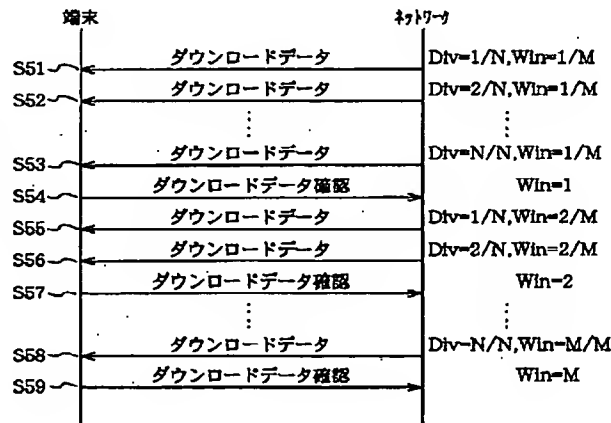 端末 ネットワーク
S51 ダウンロードデータ Div=1/N,Win=1/M
S52 ダウンロードデータ Div=2/N,Win=1/M
S53 ダウンロードデータ Div=N/N,Win=1/M
S54 ダウンロードデータ確認 Win=1
S55 ダウンロードデータ Div=1/N,Win=2/M
S56 ダウンロードデータ Div=2/N,Win=2/M
S57 ダウンロードデータ確認 Win=2
S58 ダウンロードデータ Div=N/N,Win=M/M
S59 ダウンロードデータ確認 Win=M